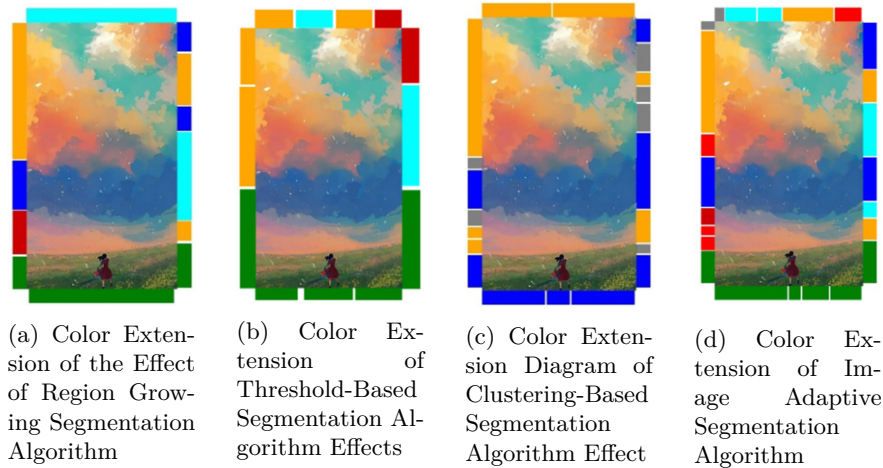 (a) Color Exten-
sion of the Effect
of Region Grow-
ing Segmentation
Algorithm
(b) Color Ex-
tension of
Threshold-Based
Segmentation Al-
gorithm Effects
(c) Color Exten-
sion Diagram of
Clustering-Based
Segmentation
Algorithm Effect
(d) Color Ex-
tension of Im-
age Adaptive
Segmentation
Algorithm